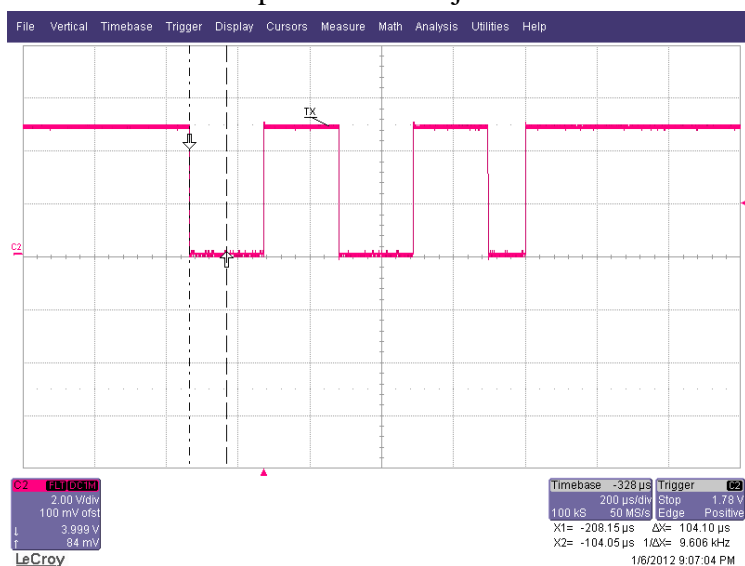 File Vertical Timebase Trigger Display Cursors Measure Math Analysis Utilities Help
TX
C2
C2 FLT DC1M
2.00 V/div
100 mV ofst
↓ 3.999 V
↑ 84 mV
Timebase -328 µs
200 µs/div
100 kS 50 MS/s
Trigger C2
Stop 1.78 V
Edge Positive
X1= -208.15 µs ΔX= 104.10 µs
X2= -104.05 µs 1/ΔX= 9.606 kHz
LeCroy
1/6/2012 9:07:04 PM